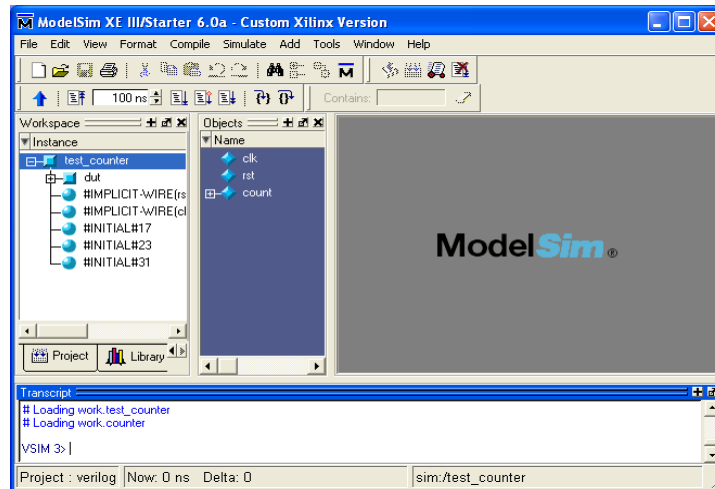 ModelSim XE III/Starter 6.0a - Custom Xilinx Version
File Edit View Format Compile Simulate Add Tools Window Help
100 ns Contains:
Workspace
Instance
test_counter
dut
#IMPLICIT-WIRE(rs
#IMPLICIT-WIRE(cl
#INITIAL#17
#INITIAL#23
#INITIAL#31
Project Library
Objects
Name
clk
rst
count
ModelSim ®
Transcript
# Loading work.test_counter
# Loading work.counter
VSIM 3>
Project : verilog Now: 0 ns Delta: 0 sim:/test_counter